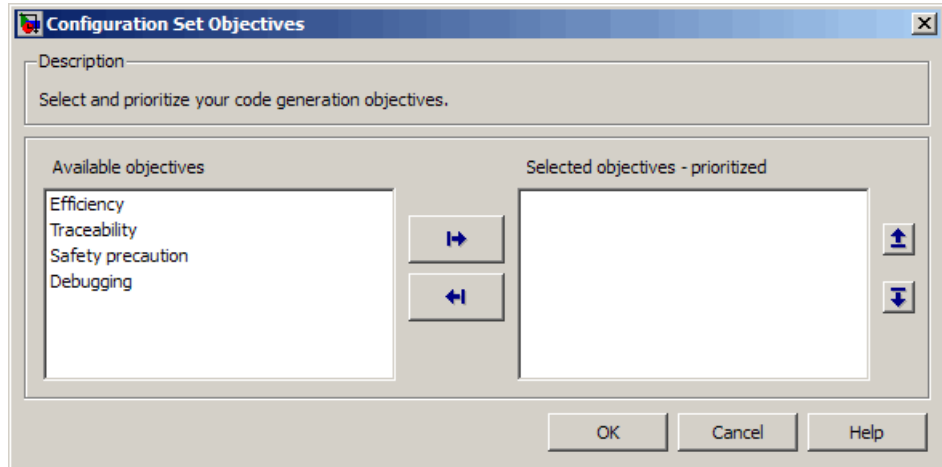 Configuration Set Objectives
Description
Select and prioritize your code generation objectives.
Available objectives
Selected objectives - prioritized
Efficiency
Traceability
Safety precaution
Debugging
OK
Cancel
Help